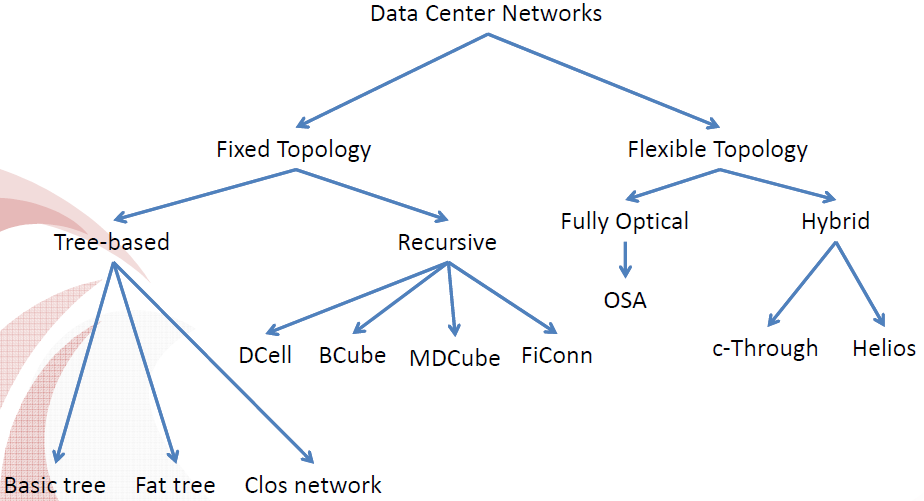 Data Center Networks
Fixed Topology
Flexible Topology
Tree-based
Recursive
Fully Optical
Hybrid
OSA
DCell
BCube
MDCube
FiConn
c-Through
Helios
Basic tree
Fat tree
Clos network